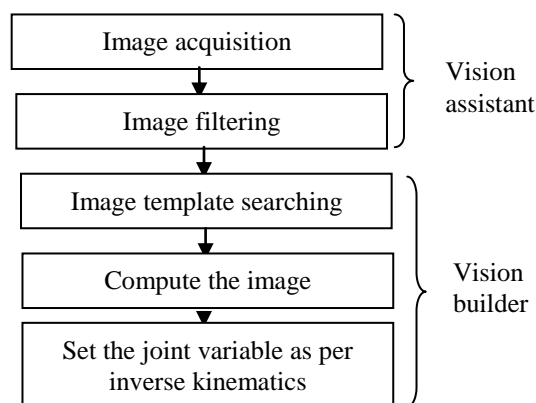 Image acquisition
Vision
assistant
Image filtering
Image template searching
Compute the image
Vision
builder
Set the joint variable as per
inverse kinematics